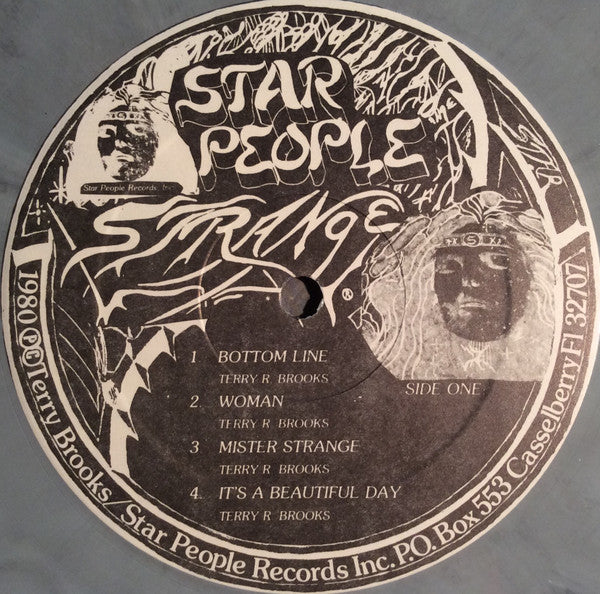 STAR
PEOPLE
Star People Records, Inc.
STRANGE
®
1 BOTTOM LINE
TERRY R. BROOKS
SIDE ONE
2. WOMAN
TERRY R BROOKS
3 MISTER STRANGE
TERRY R BROOKS
4. IT'S A BEAUTIFUL DAY
TERRY R BROOKS
1980 ℗© Terry Brooks / Star People Records Inc. P.O. Box 553 Casselberry Fl 32707